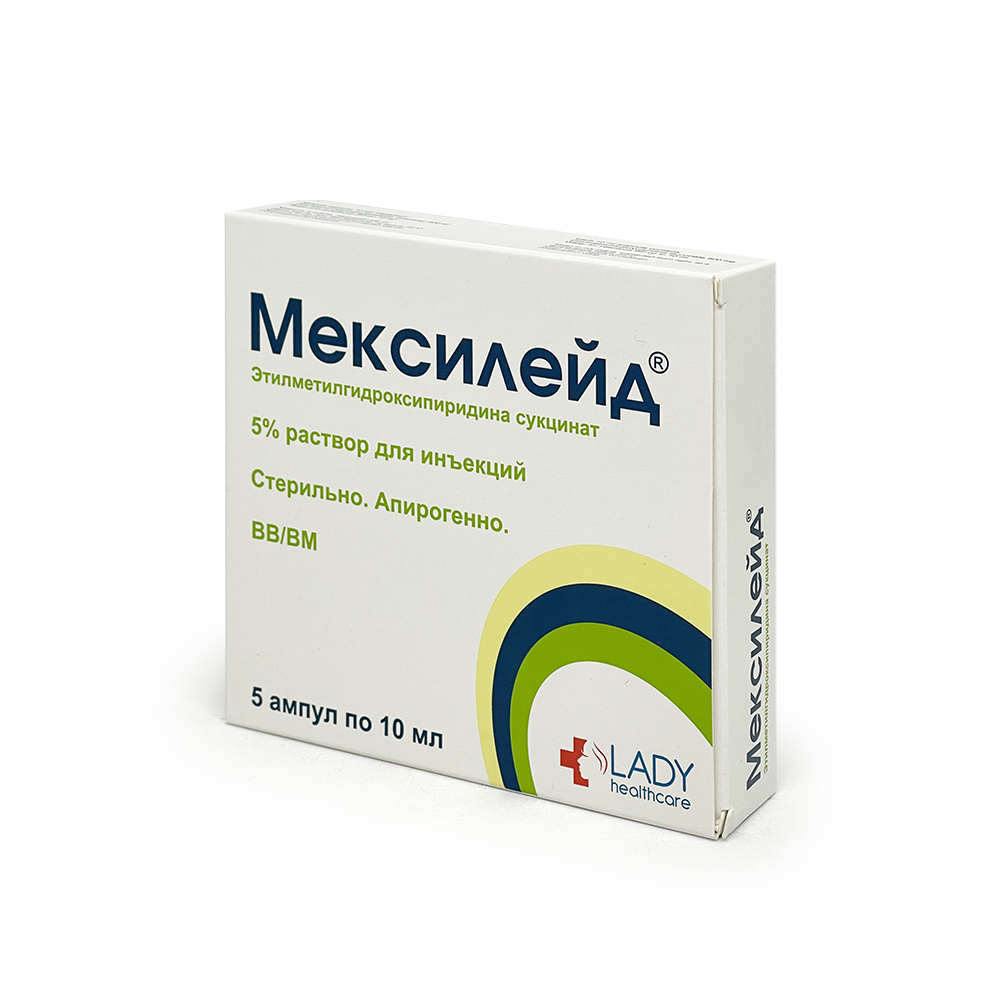 Мексилейд®
Этилметилгидроксипиридина сукцинат
5% раствор для инъекций
Стерильно. Апирогенно.
ВВ/ВМ
5 ампул по 10 мл
LADY
healthcare
Мексилейд®
Этилметилгидроксипиридина сукцинат